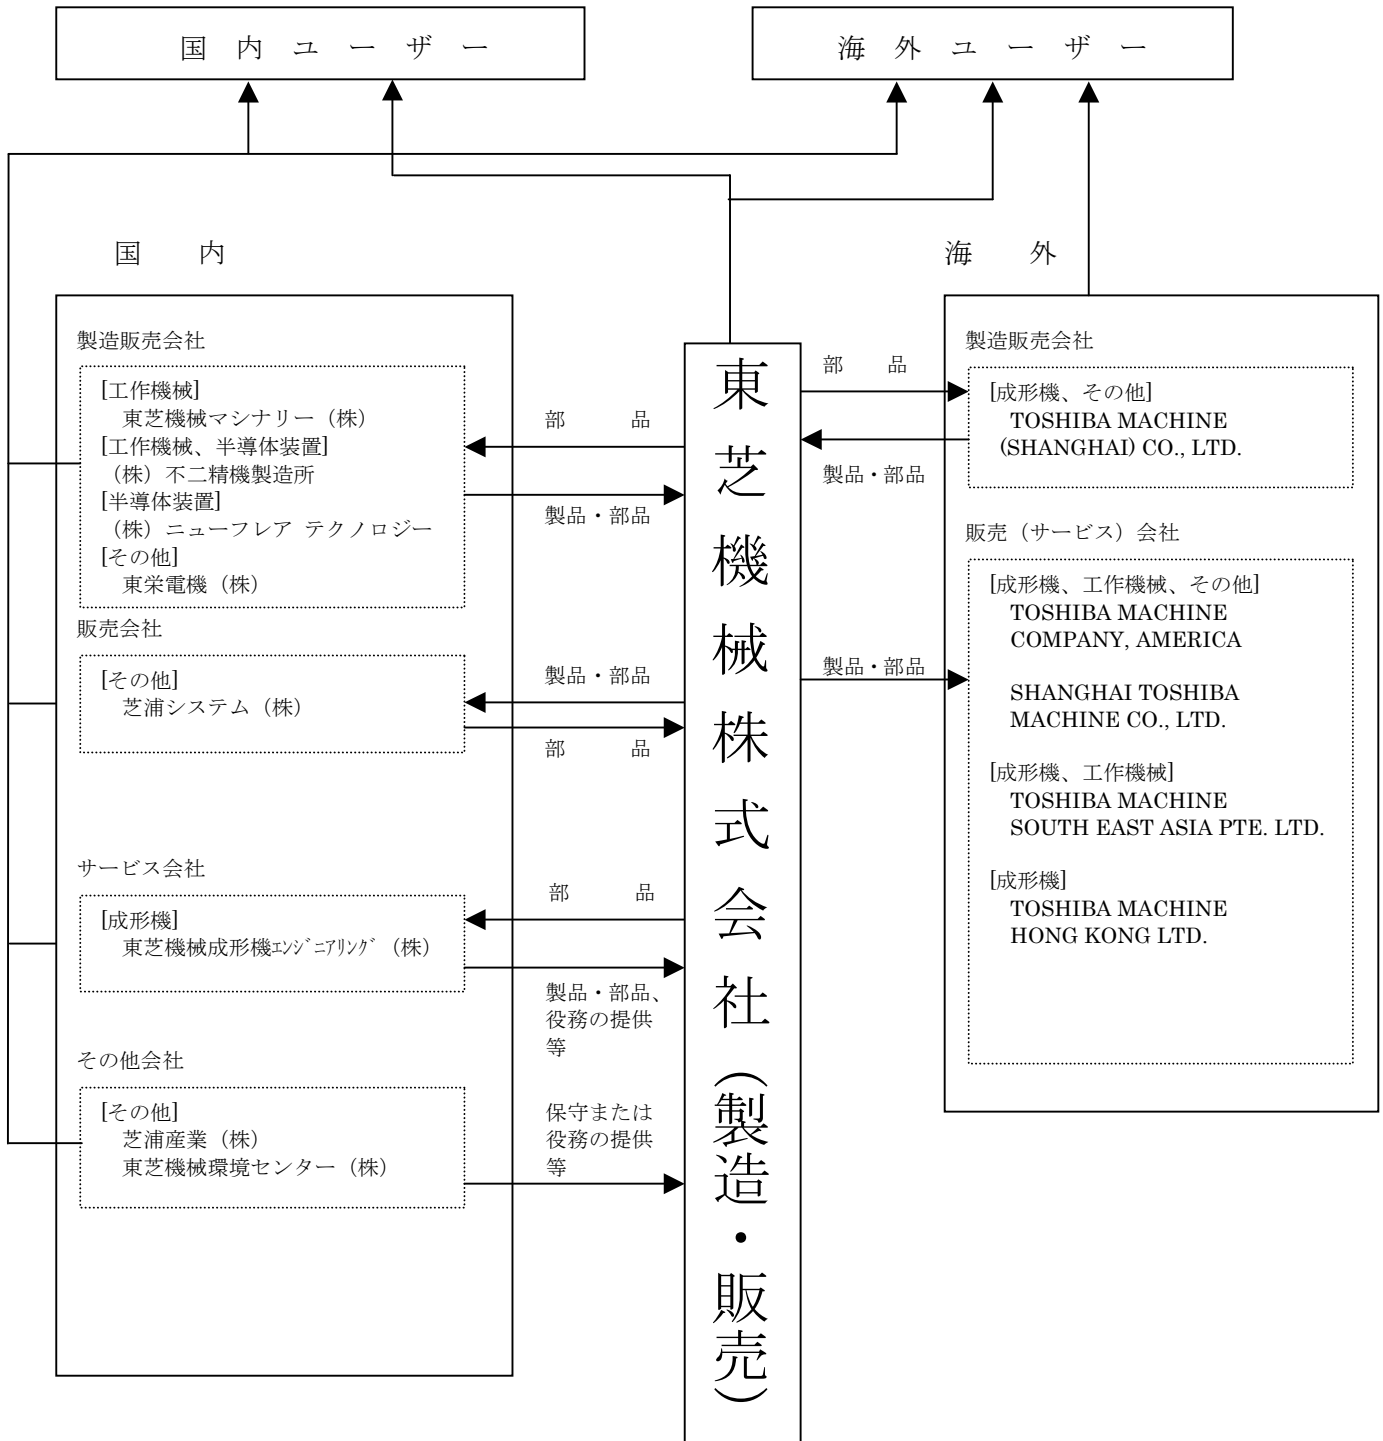 国内ユーザー
海外ユーザー
国内
海外
製造販売会社
[工作機械]
東芝機械マシナリー（株）
[工作機械、半導体装置]
（株）不二精機製造所
[半導体装置]
（株）ニューフレア テクノロジー
[その他]
東栄電機（株）
販売会社
[その他]
芝浦システム（株）
サービス会社
[成形機]
東芝機械成形機ｴﾝｼﾞﾆｱﾘﾝｸﾞ（株）
その他会社
[その他]
芝浦産業（株）
東芝機械環境センター（株）
部品
製品・部品
製品・部品
部品
部品
製品・部品、
役務の提供
等
保守または
役務の提供
等
東芝機械株式会社（製造・販売）
部品
製品・部品
製品・部品
製造販売会社
[成形機、その他]
TOSHIBA MACHINE
(SHANGHAI) CO., LTD.
販売（サービス）会社
[成形機、工作機械、その他]
TOSHIBA MACHINE
COMPANY, AMERICA
SHANGHAI TOSHIBA
MACHINE CO., LTD.
[成形機、工作機械]
TOSHIBA MACHINE
SOUTH EAST ASIA PTE. LTD.
[成形機]
TOSHIBA MACHINE
HONG KONG LTD.